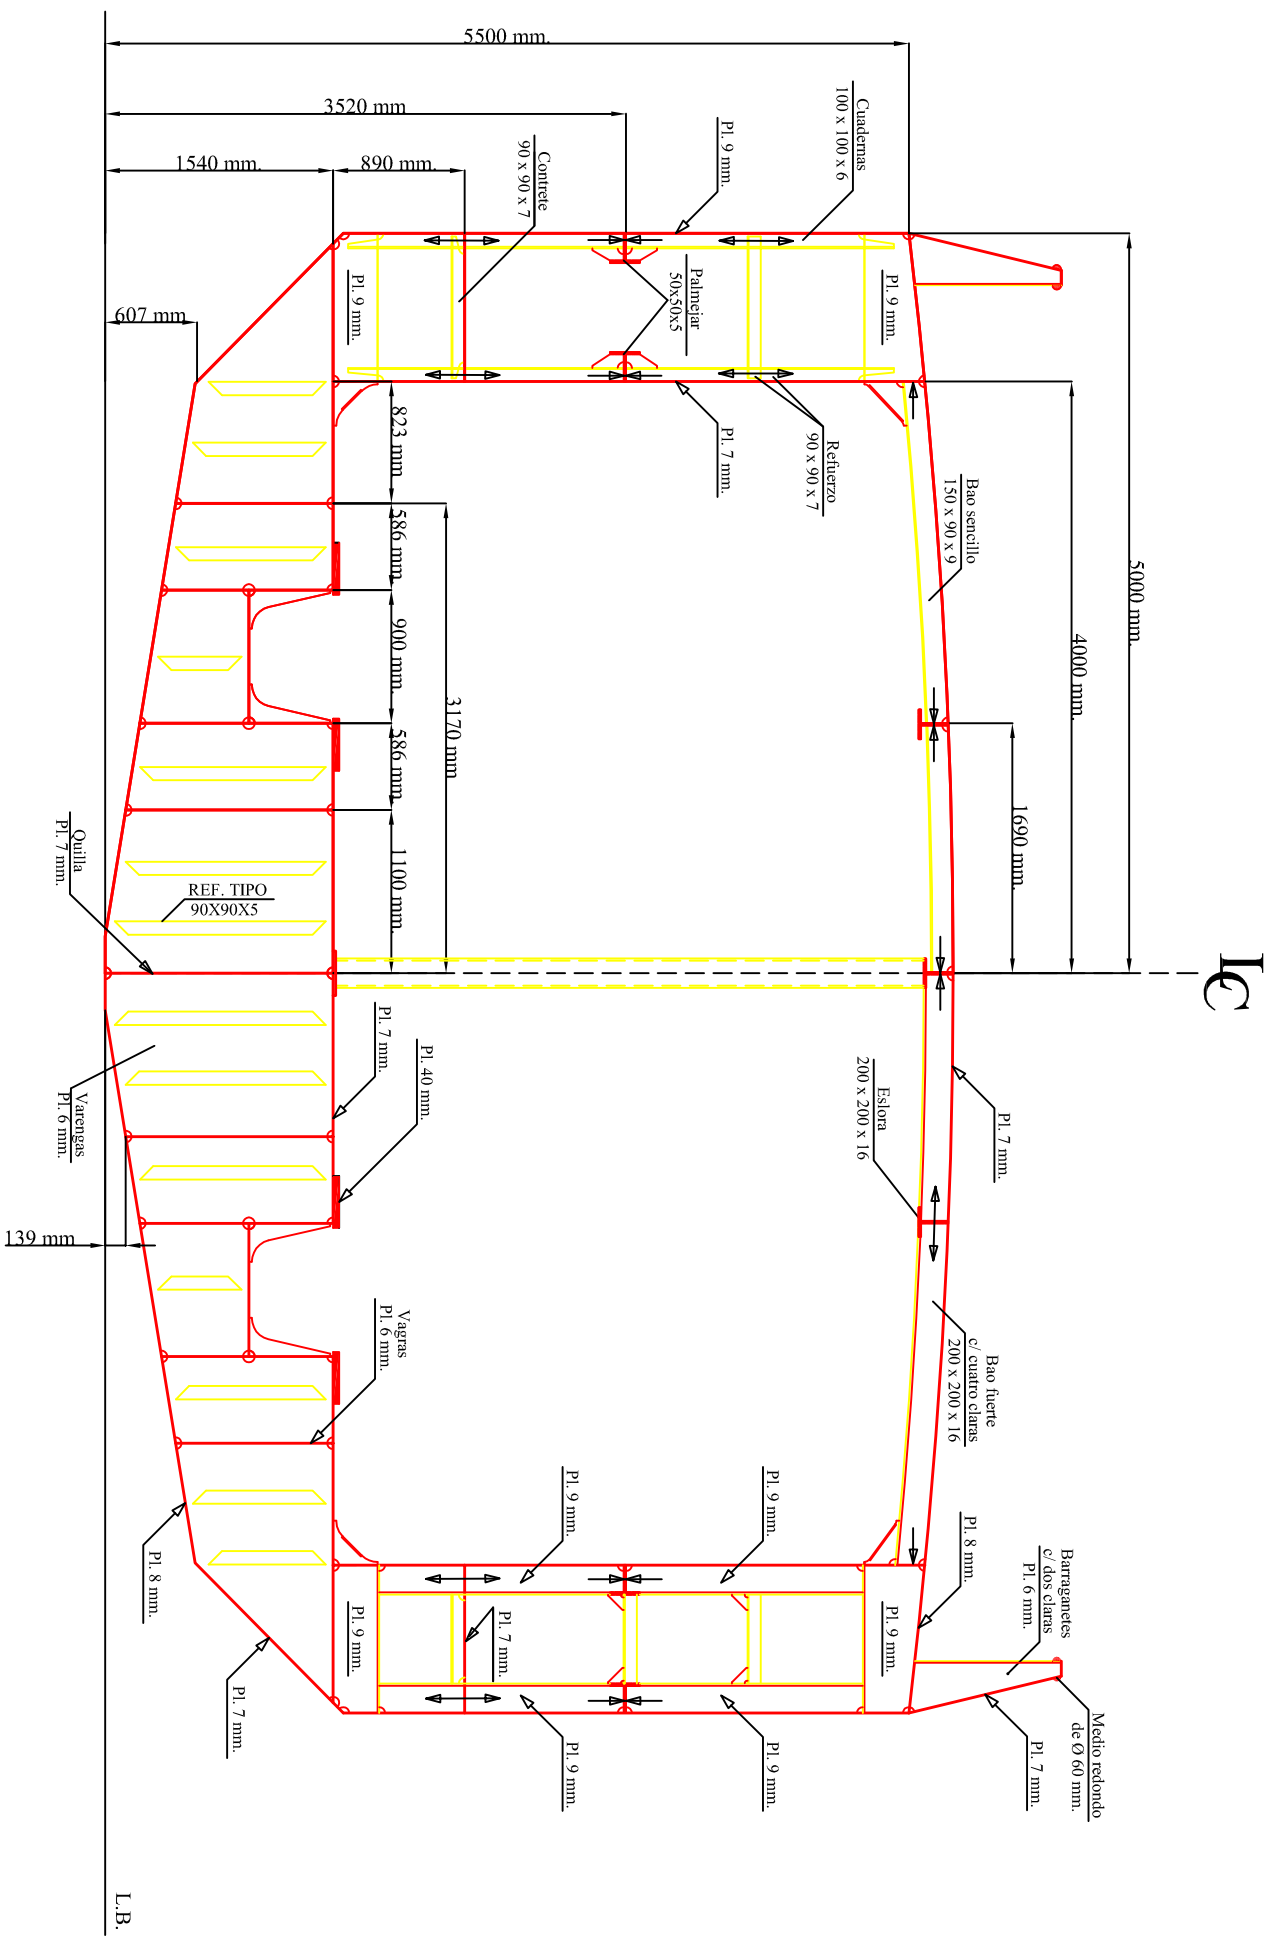 5500 mm.
3520 mm
1540 mm.
890 mm.
607 mm
Cuadernas
100 x 100 x 6
Pl. 9 mm.
Contrete
90 x 90 x 7
Palmejar
50x50x5
Pl. 9 mm.
Pl. 9 mm.
Pl. 7 mm.
Refuerzo
90 x 90 x 7
Bao sencillo
150 x 90 x 9
5000 mm.
4000 mm.
1690 mm.
823 mm
586 mm
900 mm.
586 mm
1100 mm.
3170 mm
LC
Quilla
Pl. 7 mm.
REF. TIPO
90X90X5
Varengas
Pl. 6 mm.
139 mm
Pl. 7 mm.
Pl. 40 mm.
Eslora
200 x 200 x 16
Pl. 7 mm.
Bao fuerte
c/ cuatro claras
200 x 200 x 16
Vagras
Pl. 6 mm.
Pl. 9 mm.
Pl. 9 mm.
Pl. 8 mm.
Barraganetes
c/ dos claras
Pl. 6 mm.
Pl. 8 mm.
Pl. 7 mm.
Pl. 9 mm.
Pl. 7 mm.
Pl. 9 mm.
Pl. 9 mm.
Pl. 9 mm.
Pl. 7 mm.
Medio redondo
de Ø 60 mm.
L.B.